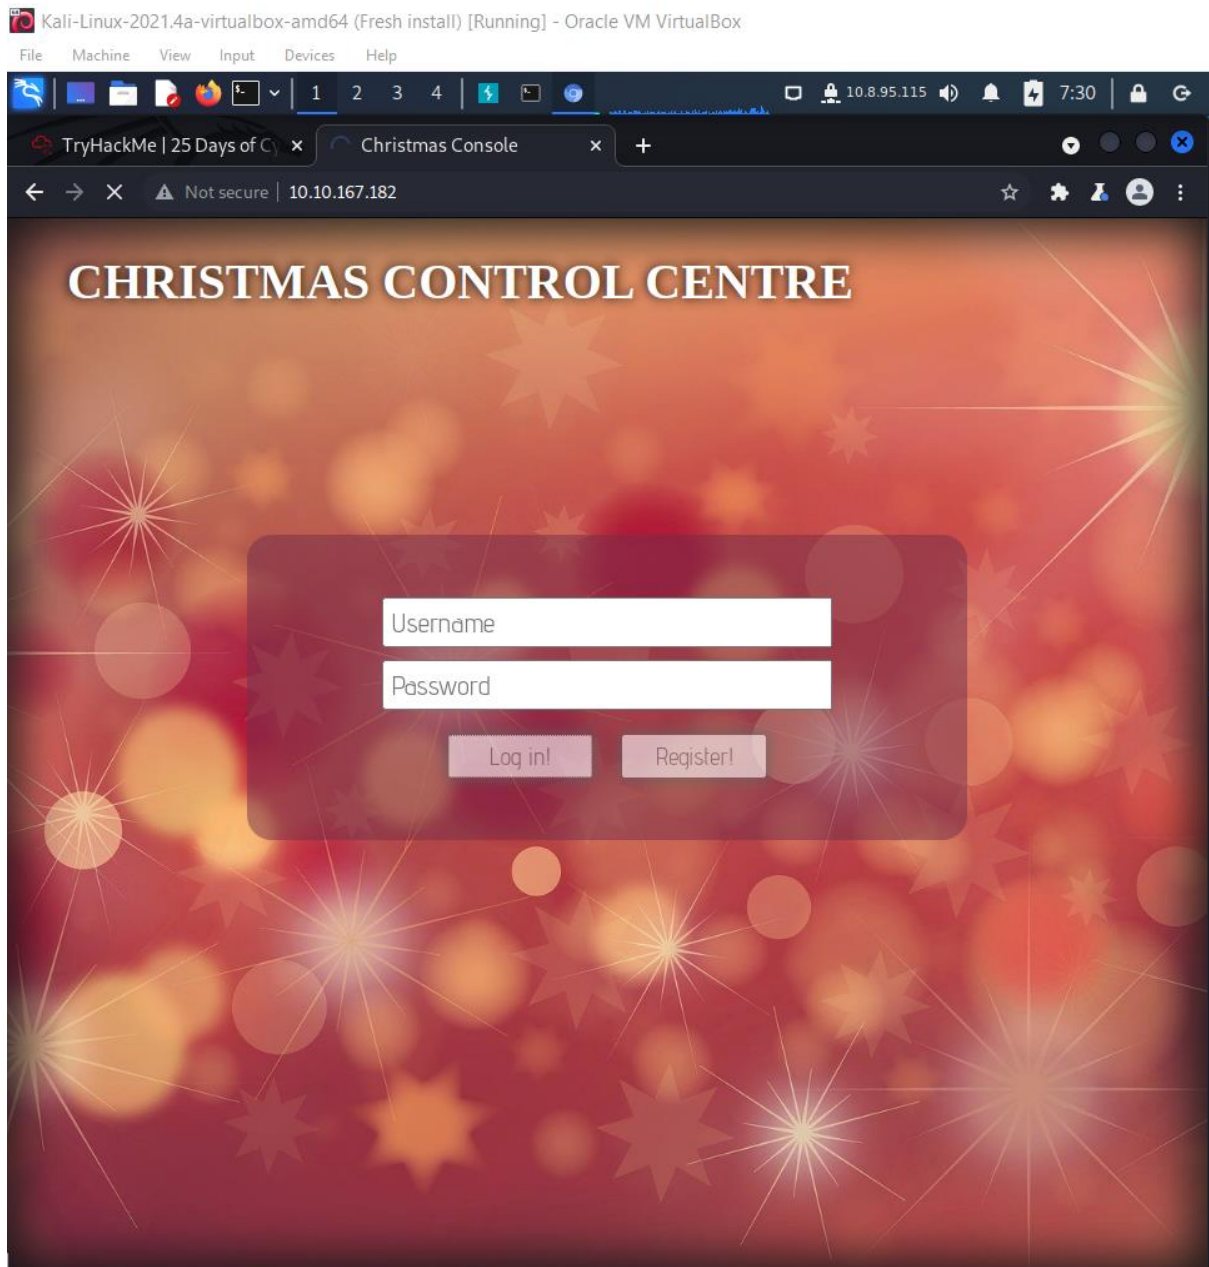 Kali-Linux-2021.4a-virtualbox-amd64 (Fresh install) [Running] - Oracle VM VirtualBox
File Machine View Input Devices Help
1 2 3 4 10.8.95.115 7:30
TryHackMe | 25 Days of Cy Christmas Console
Not secure | 10.10.167.182
CHRISTMAS CONTROL CENTRE
Username
Password
Log in! Register!